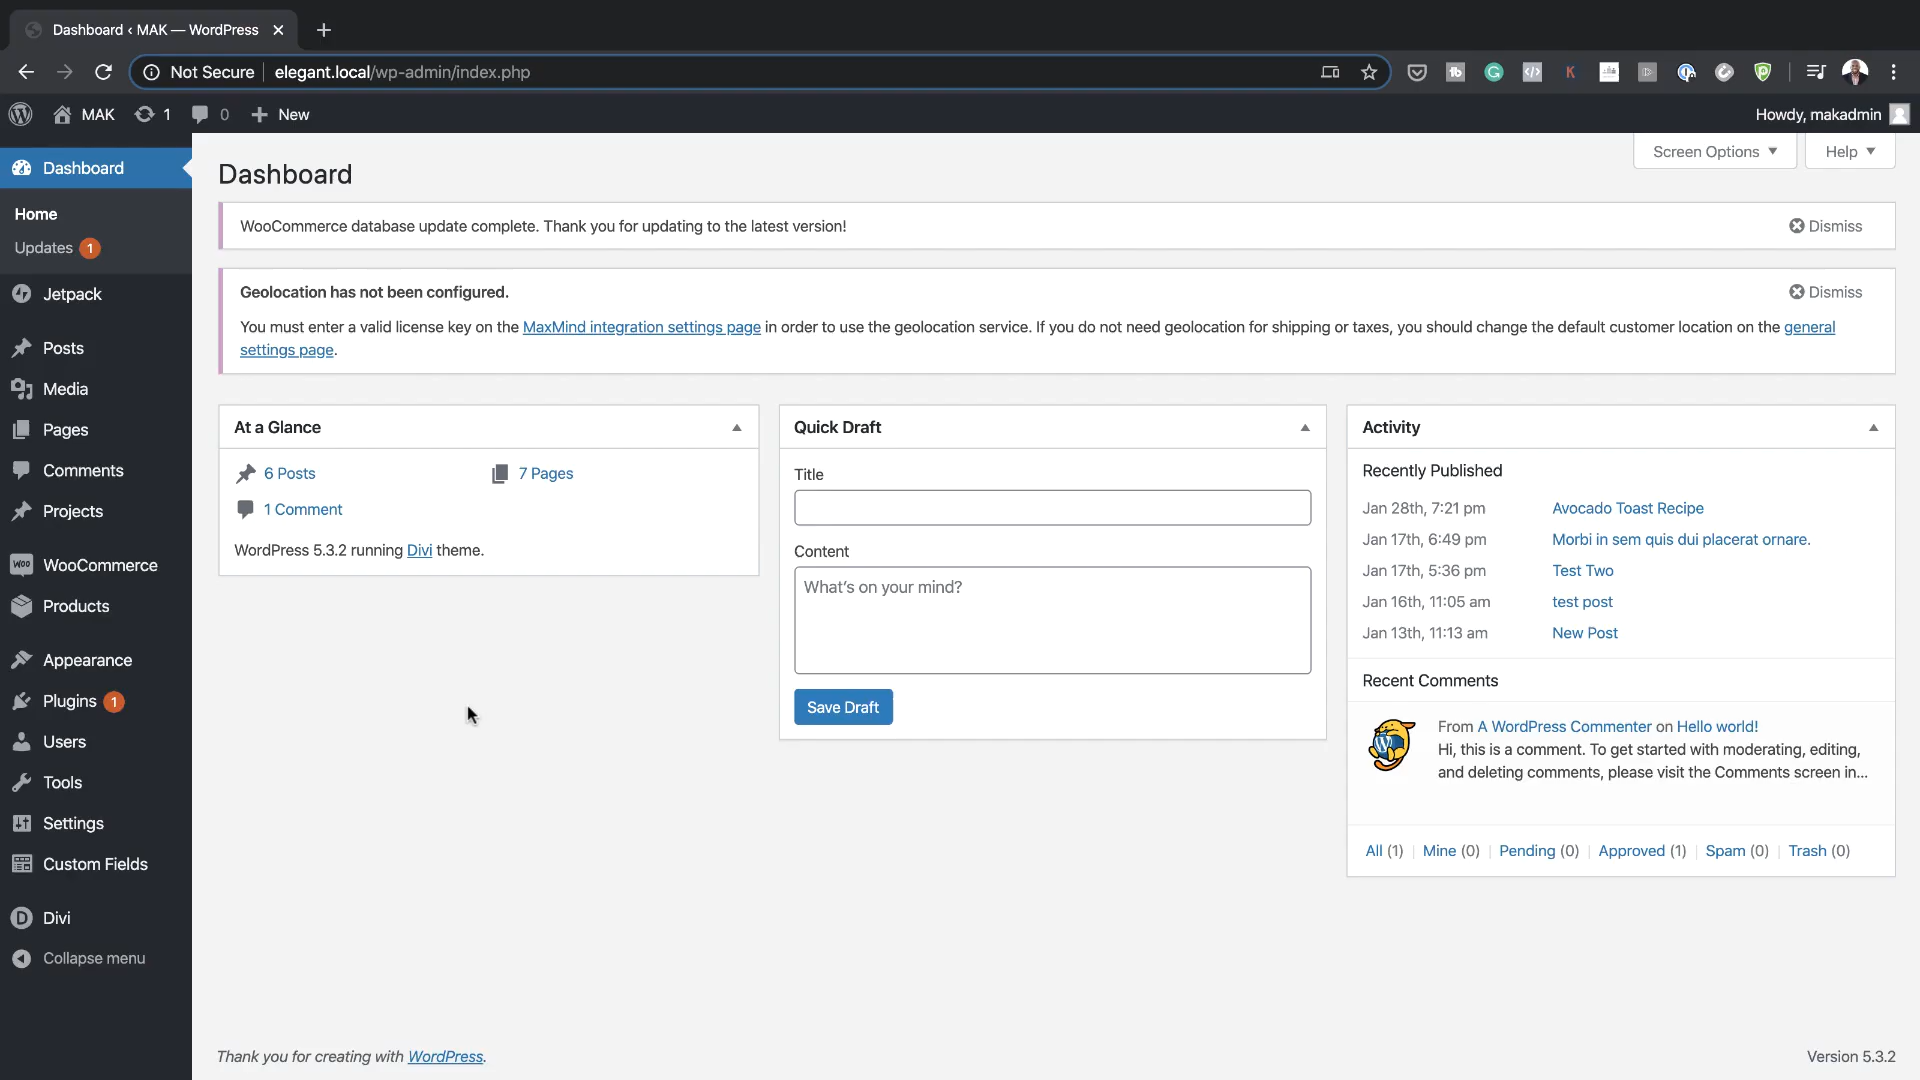 Dashboard ‹ MAK — WordPress
Not Secure
elegant.local/wp-admin/index.php
MAK
1
0
New
Howdy, makadmin
Dashboard
Home
Updates 1
Jetpack
Posts
Media
Pages
Comments
Projects
WooCommerce
Products
Appearance
Plugins 1
Users
Tools
Settings
Custom Fields
Divi
Collapse menu
Screen Options
Help
Dashboard
WooCommerce database update complete. Thank you for updating to the latest version!
Dismiss
Geolocation has not been configured.
Dismiss
You must enter a valid license key on the MaxMind integration settings page in order to use the geolocation service. If you do not need geolocation for shipping or taxes, you should change the default customer location on the general
settings page.
At a Glance
6 Posts
7 Pages
1 Comment
WordPress 5.3.2 running Divi theme.
Quick Draft
Title
Content
What's on your mind?
Save Draft
Activity
Recently Published
Jan 28th, 7:21 pm Avocado Toast Recipe
Jan 17th, 6:49 pm Morbi in sem quis dui placerat ornare.
Jan 17th, 5:36 pm Test Two
Jan 16th, 11:05 am test post
Jan 13th, 11:13 am New Post
Recent Comments
From A WordPress Commenter on Hello world!
Hi, this is a comment. To get started with moderating, editing,
and deleting comments, please visit the Comments screen in...
All (1) | Mine (0) | Pending (0) | Approved (1) | Spam (0) | Trash (0)
Thank you for creating with WordPress.
Version 5.3.2